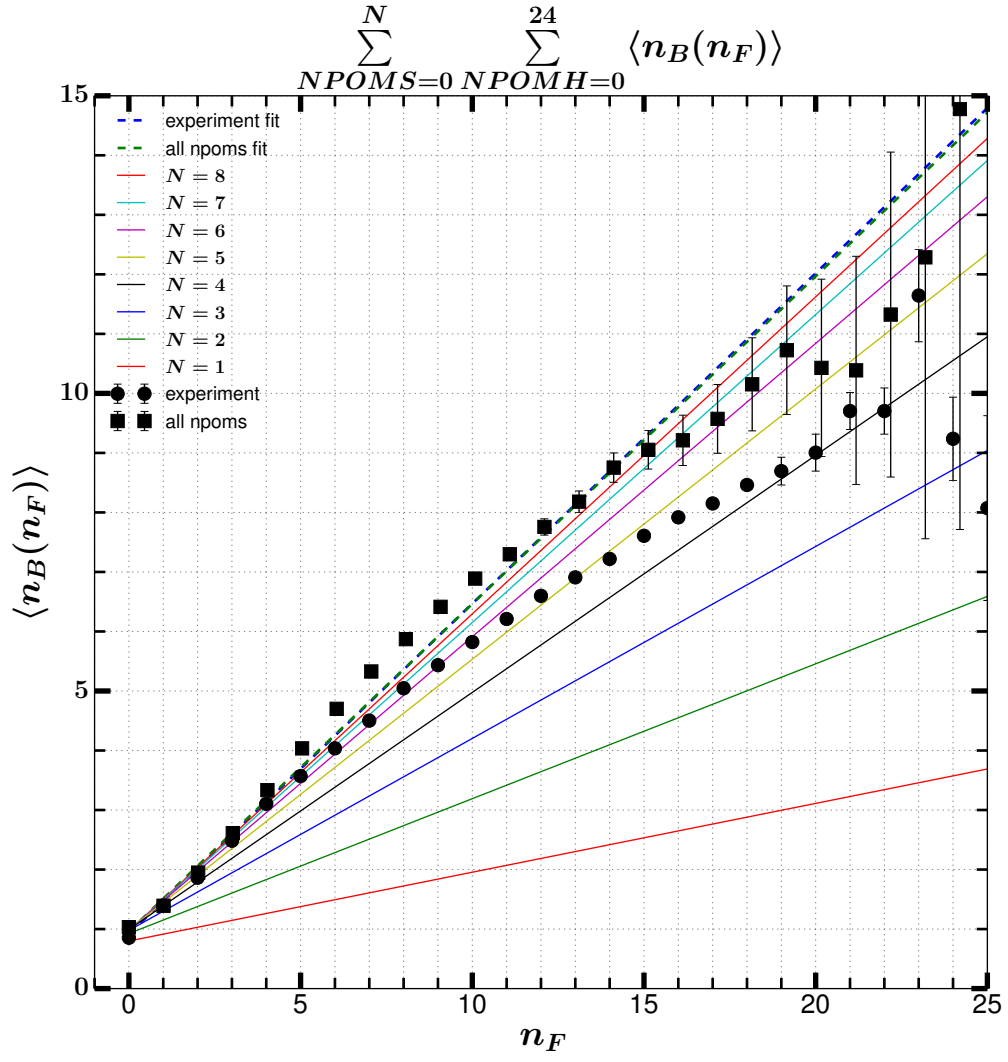 N 24
∑ ∑ ⟨n_B(n_F)⟩
NPOMS=0 NPOMH=0
15
experiment fit
all npoms fit
N = 8
N = 7
N = 6
N = 5
N = 4
N = 3
N = 2
N = 1
experiment
all npoms
10
5
0
⟨n_B(n_F)⟩
0 5 10 15 20 25
n_F